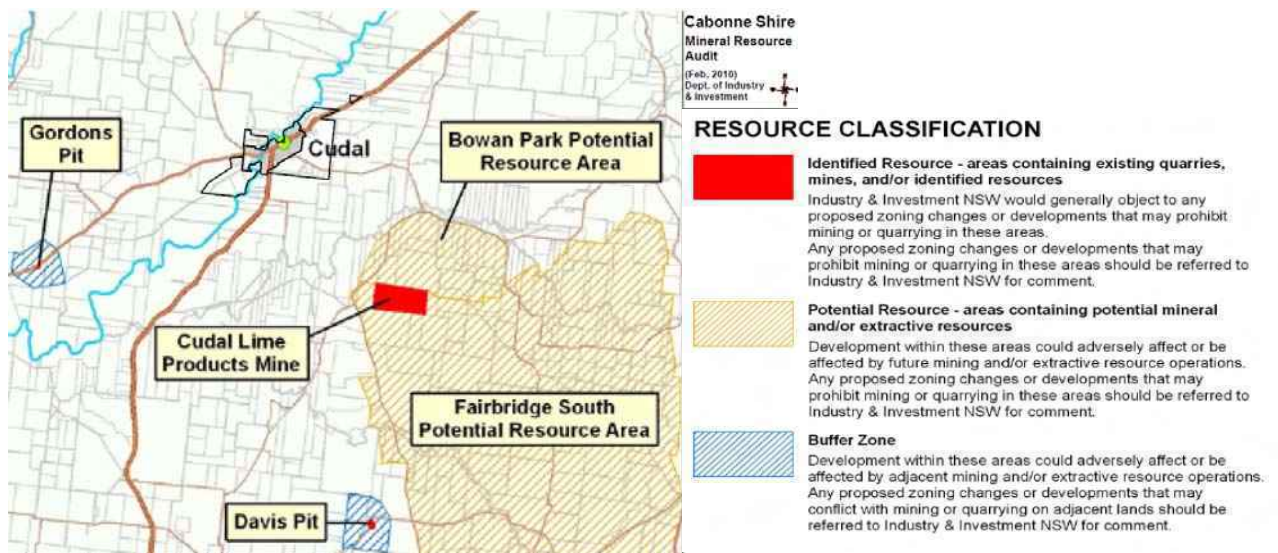 Gordons
Pit
Cudal
Bowan Park Potential
Resource Area
Cudal Lime
Products Mine
Fairbridge South
Potential Resource Area
Davis Pit
Cabonne Shire
Mineral Resource
Audit
(Feb, 2010)
Dept. of Industry
& Investment
RESOURCE CLASSIFICATION
Identified Resource - areas containing existing quarries,
mines, and/or identified resources
Industry & Investment NSW would generally object to any
proposed zoning changes or developments that may prohibit
mining or quarrying in these areas.
Any proposed zoning changes or developments that may
prohibit mining or quarrying in these areas should be referred to
Industry & Investment NSW for comment.
Potential Resource - areas containing potential mineral
and/or extractive resources
Development within these areas could adversely affect or be
affected by future mining and/or extractive resource operations.
Any proposed zoning changes or developments that may
prohibit mining or quarrying in these areas should be referred to
Industry & Investment NSW for comment.
Buffer Zone
Development within these areas could adversely affect or be
affected by adjacent mining and/or extractive resource operations.
Any proposed zoning changes or developments that may
conflict with mining or quarrying on adjacent lands should be
referred to Industry & Investment NSW for comment.